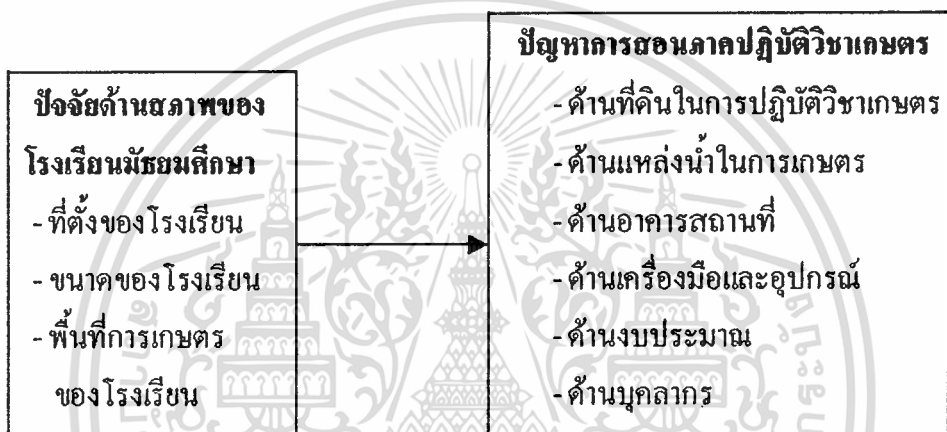 ปัจจัยด้านสภาพของ
โรงเรียนมัธยมศึกษา
- ที่ตั้งของโรงเรียน
- ขนาดของโรงเรียน
- พื้นที่การเกษตร
ของโรงเรียน
ปัญหาการสอนภาคปฏิบัติวิชาเกษตร
- ด้านที่ดินในการปฏิบัติวิชาเกษตร
- ด้านแหล่งน้ำในการเกษตร
- ด้านอาคารสถานที่
- ด้านเครื่องมือและอุปกรณ์
- ด้านงบประมาณ
- ด้านบุคลากร